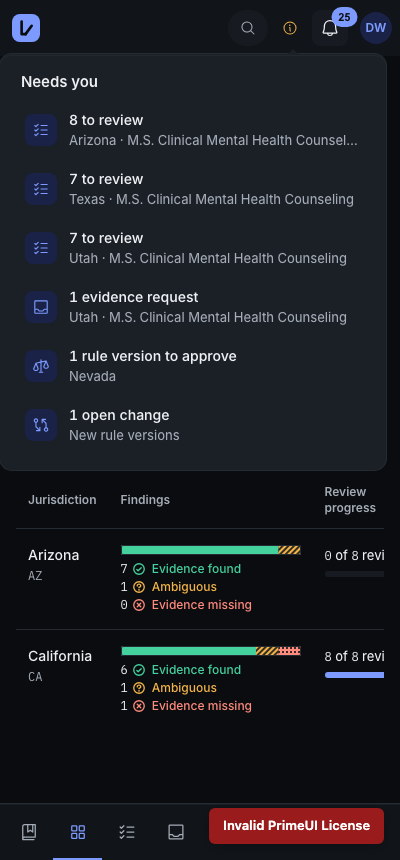 25
DW
Needs you
8 to review
Arizona · M.S. Clinical Mental Health Counsel...
7 to review
Texas · M.S. Clinical Mental Health Counseling
7 to review
Utah · M.S. Clinical Mental Health Counseling
1 evidence request
Utah · M.S. Clinical Mental Health Counseling
1 rule version to approve
Nevada
1 open change
New rule versions
Jurisdiction Findings Review
progress
Arizona
AZ
7 Evidence found
1 Ambiguous
0 Evidence missing
0 of 8 revi
California
CA
6 Evidence found
1 Ambiguous
1 Evidence missing
8 of 8 revi
Invalid PrimeUI License